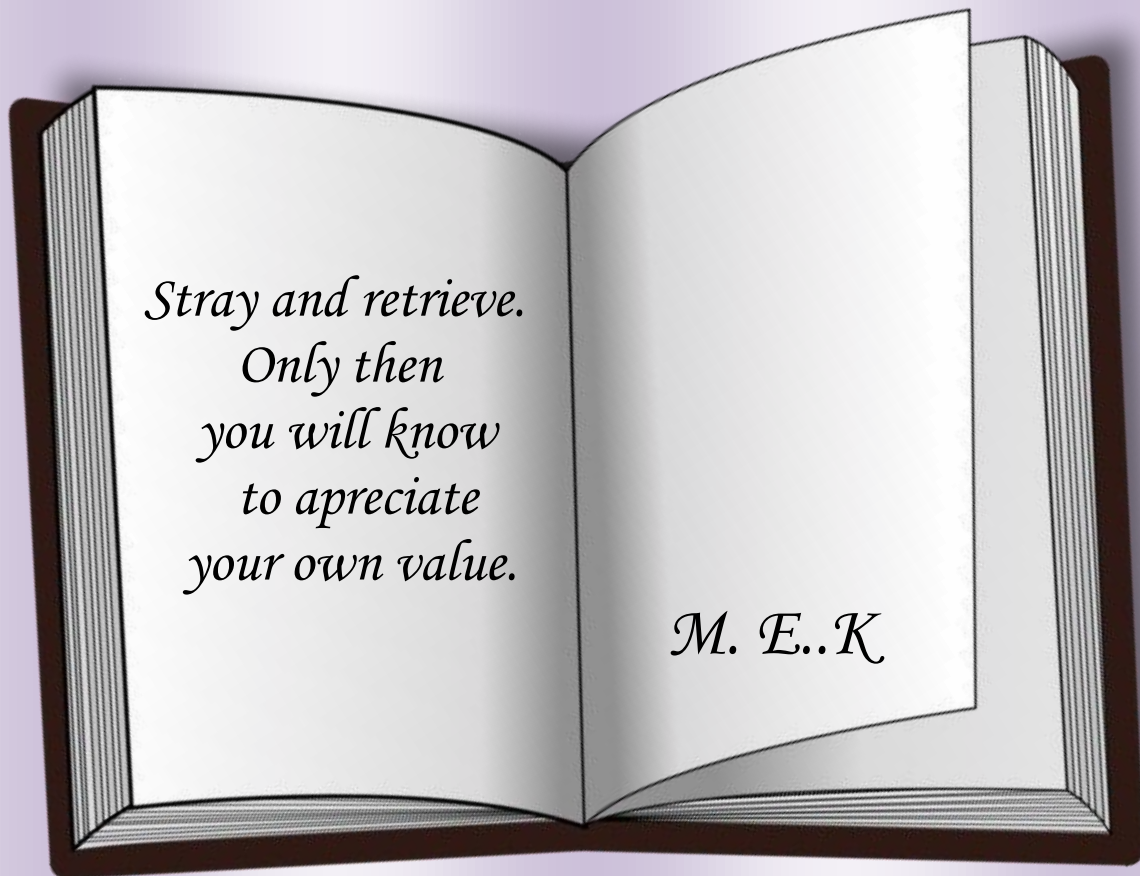 Stray and retrieve.
Only then
you will know
to apreciate
your own value.
M. E..K